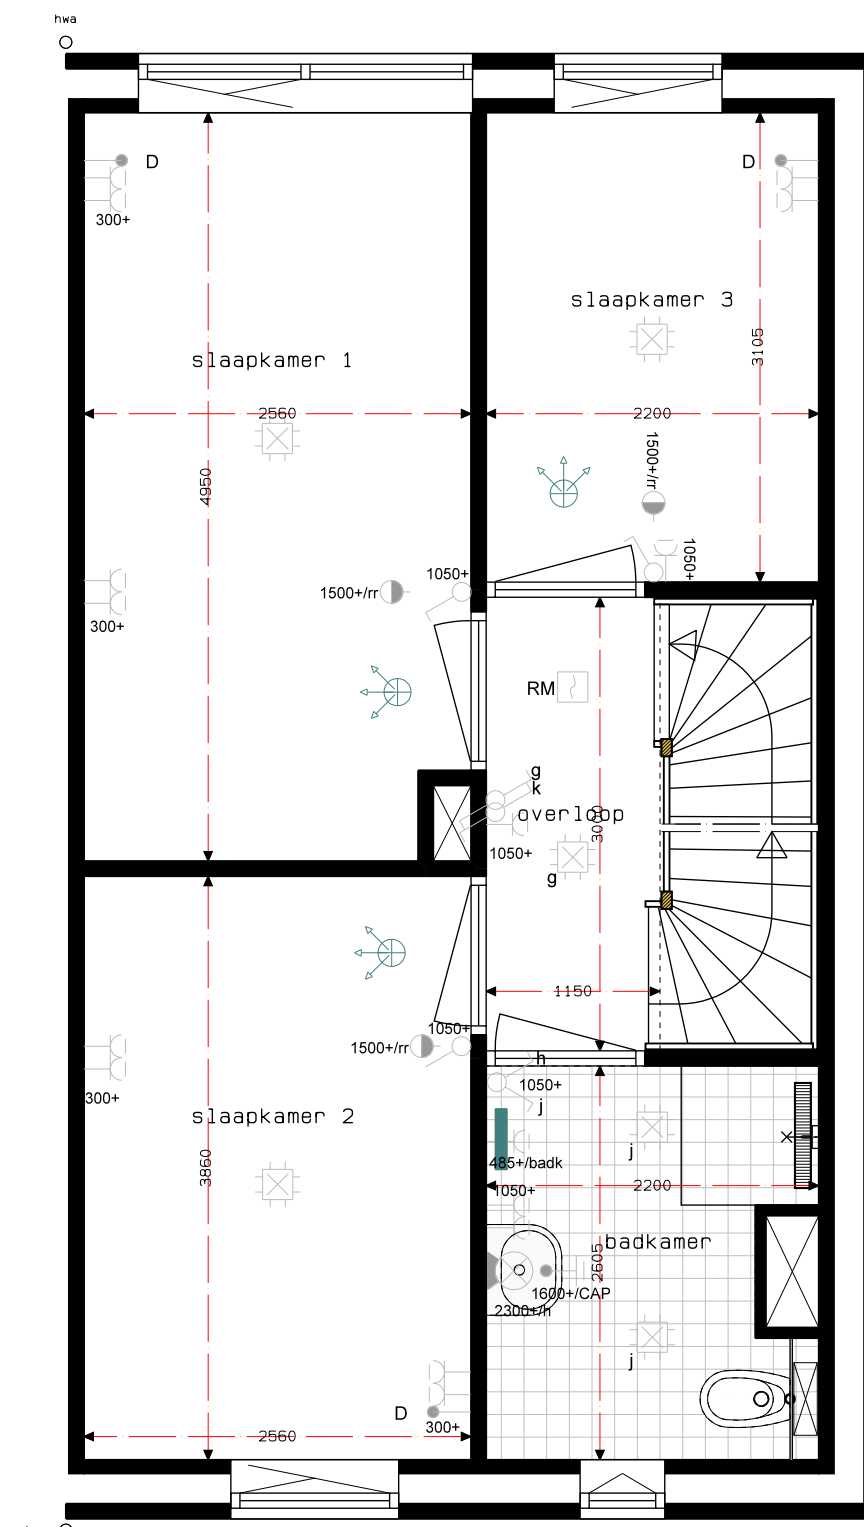 hwa
D
D
300+
slaapkamer 3
3105
slaapkamer 1
2560
2200
4950
1500+/rr
1050+
1050+
1500+/rr
300+
RM
g
k
overloop
3000
1050+
g
1150
1050+
1500+/rr
h
1050+
300+
j
slaapkamer 2
j
3860
485+/badk
1050+
2200
badkamer
2605
1600+/CAP
2300+/h
j
D
300+
2560